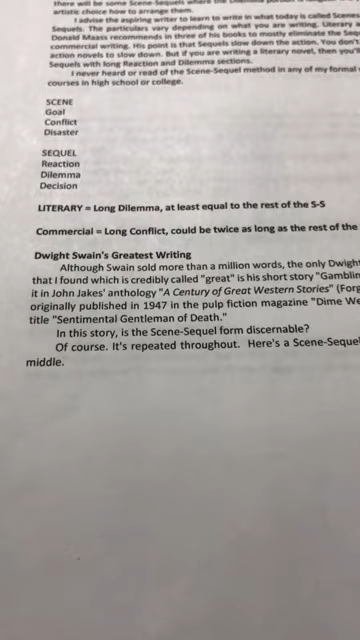 there will be some Scene-Sequels where the
artistic choice how to arrange them.
I advise the aspiring writer to learn to write in what today is called Scenes
Sequels. The particulars vary depending on what you are writing. Literary a
Donald Maass recommends in three of his books to mostly eliminate the Seq
commercial writing. His point is that Sequels slow down the action. You don't
action novels to slow down. But if you are writing a literary novel, then you'll
Sequels with long Reaction and Dilemma sections.
I never heard or read of the Scene-Sequel method in any of my formal
courses in high school or college.
SCENE
Goal
Conflict
Disaster
SEQUEL
Reaction
Dilemma
Decision
LITERARY = Long Dilemma, at least equal to the rest of the S-S
Commercial = Long Conflict, could be twice as long as the rest of the
Dwight Swain's Greatest Writing
Although Swain sold more than a million words, the only Dwight
that I found which is credibly called "great" is his short story "Gamblin
it in John Jakes' anthology "A Century of Great Western Stories" (Forg
originally published in 1947 in the pulp fiction magazine "Dime We
title "Sentimental Gentleman of Death."
In this story, is the Scene-Sequel form discernable?
Of course. It's repeated throughout. Here's a Scene-Sequel
middle.